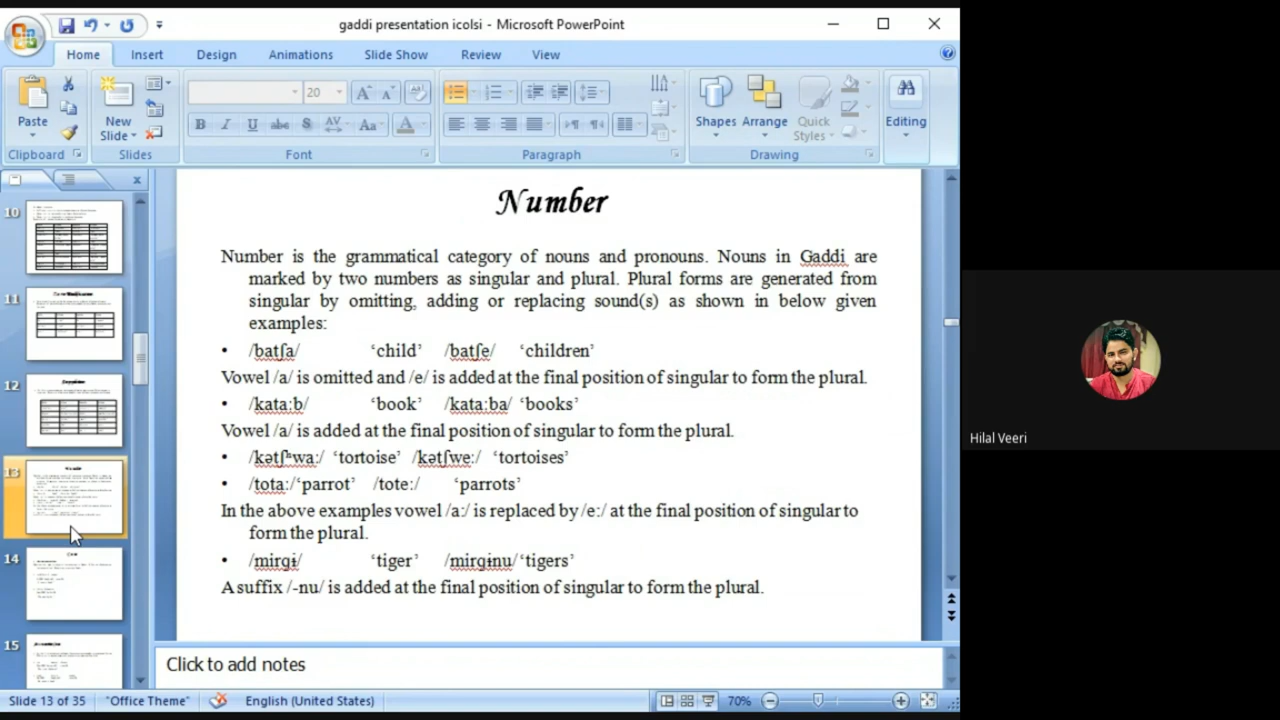 gaddi presentation icolsi - Microsoft PowerPoint
Home Insert Design Animations Slide Show Review View
Paste
New
Slide
20
B I U abc S AV Aa A
Shapes Arrange Quick
Styles
Editing
Clipboard Slides Font Paragraph Drawing
10
11
12
13
14
15
Number
Number is the grammatical category of nouns and pronouns. Nouns in Gaddi are
marked by two numbers as singular and plural. Plural forms are generated from
singular by omitting, adding or replacing sound(s) as shown in below given
examples:
• /batʃa/ ‘child’ /batʃe/ ‘children’
Vowel /a/ is omitted and /e/ is added at the final position of singular to form the plural.
• /kata:b/ ‘book’ /kata:ba/ ‘books’
Vowel /a/ is added at the final position of singular to form the plural.
• /kətʃʰwa:/ ‘tortoise’ /kətʃwe:/ ‘tortoises’
• /tota:/‘parrot’ /tote:/ ‘parrots’
In the above examples vowel /a:/ is replaced by /e:/ at the final position of singular to
form the plural.
• /mirgɨ/ ‘tiger’ /mirgɨnu/‘tigers’
A suffix /-nu/ is added at the final position of singular to form the plural.
Click to add notes
Slide 13 of 35 "Office Theme" English (United States) 70%
Hilal Veeri